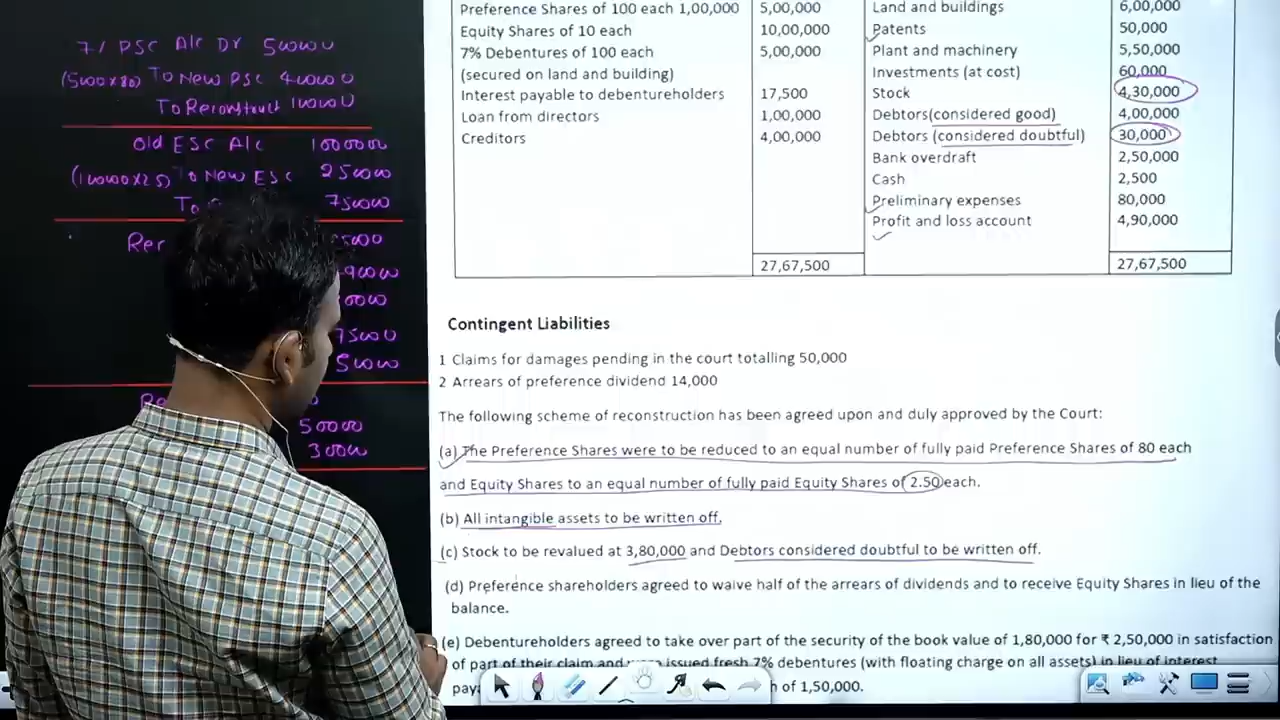 7% PSC A/c Dr 500000
(5000x80) To New PSC 400000
To Reconstruct 100000
Old ESC A/c 1000000
(100000x2.5) To New ESC 250000
To 750000
50000
3000
Preference Shares of 100 each 1,00,000 5,00,000 Land and buildings 6,00,000
Equity Shares of 10 each 10,00,000 Patents 50,000
7% Debentures of 100 each 5,00,000 Plant and machinery 5,50,000
(secured on land and building) Investments (at cost) 60,000
Interest payable to debentureholders 17,500 Stock 4,30,000
Loan from directors 1,00,000 Debtors(considered good) 4,00,000
Creditors 4,00,000 Debtors (considered doubtful) 30,000
Bank overdraft 2,50,000
Cash 2,500
Preliminary expenses 80,000
Profit and loss account 4,90,000
27,67,500 27,67,500
Contingent Liabilities
1 Claims for damages pending in the court totalling 50,000
2 Arrears of preference dividend 14,000
The following scheme of reconstruction has been agreed upon and duly approved by the Court:
(a) The Preference Shares were to be reduced to an equal number of fully paid Preference Shares of 80 each
and Equity Shares to an equal number of fully paid Equity Shares of 2.50 each.
(b) All intangible assets to be written off.
(c) Stock to be revalued at 3,80,000 and Debtors considered doubtful to be written off.
(d) Preference shareholders agreed to waive half of the arrears of dividends and to receive Equity Shares in lieu of the
balance.
(e) Debentureholders agreed to take over part of the security of the book value of 1,80,000 for ₹ 2,50,000 in satisfaction
of part of their claim and issued fresh 7% debentures (with floating charge on all assets) in lieu of interest
of 1,50,000.